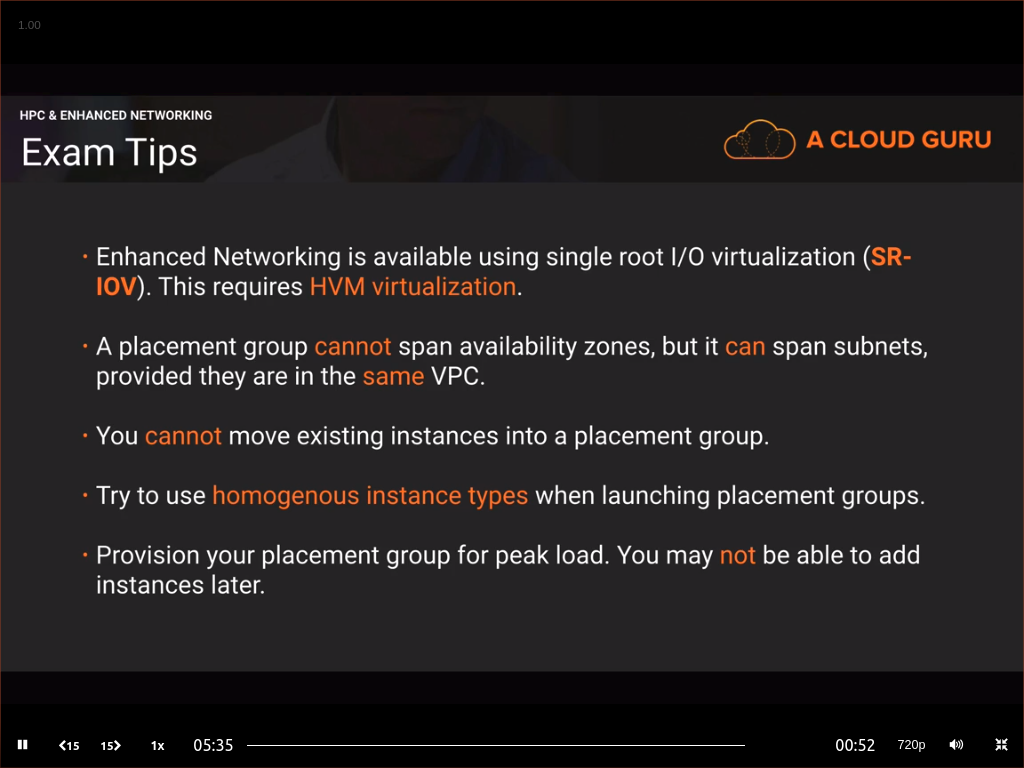 1.00
HPC & ENHANCED NETWORKING
Exam Tips
A CLOUD GURU
• Enhanced Networking is available using single root I/O virtualization (SR-
IOV). This requires HVM virtualization.
• A placement group cannot span availability zones, but it can span subnets,
provided they are in the same VPC.
• You cannot move existing instances into a placement group.
• Try to use homogenous instance types when launching placement groups.
• Provision your placement group for peak load. You may not be able to add
instances later.
15 15 1x 05:35 00:52 720p